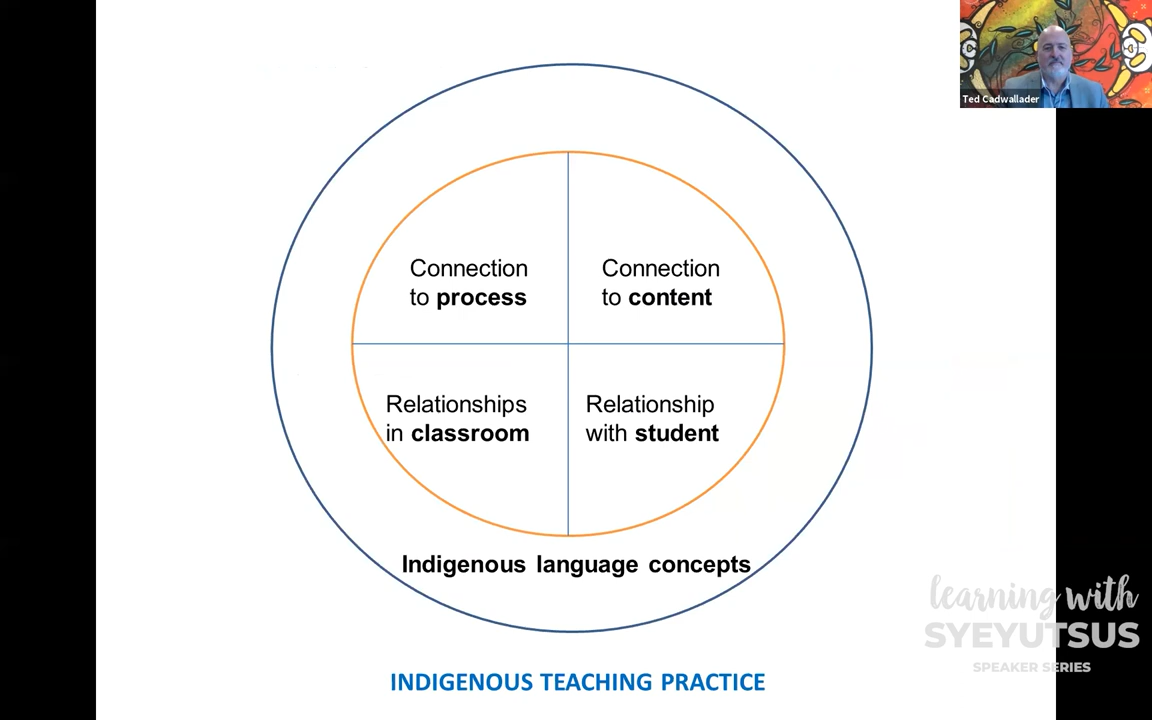 Ted Cadwallader
Connection
to process
Connection
to content
Relationships
in classroom
Relationship
with student
Indigenous language concepts
INDIGENOUS TEACHING PRACTICE
learning with
SYEYUTSUS
SPEAKER SERIES